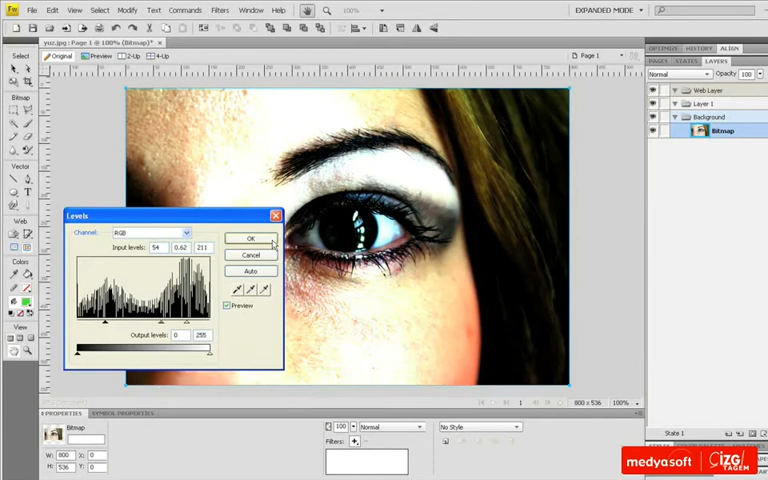 Fw File Edit View Select Modify Text Commands Filters Window Help 100% EXPANDED MODE
yuz.jpg : Page 1 @ 100% (Bitmap)*
Original Preview 2-Up 4-Up Page 1
OPTIMIZE HISTORY ALIGN
PAGES STATES LAYERS
Normal Opacity 100
Web Layer
Layer 1
Background
Bitmap
Select
Bitmap
Vector
Web
Colors
View
Levels
Channel: RGB
Input levels: 54 0.62 211
OK
Cancel
Auto
Preview
Output levels: 0 255
1 800 x 536 100%
State 1
PROPERTIES SYMBOL PROPERTIES
Bitmap
W: 800 X: 0
H: 536 Y: 0
100 Normal
Filters:
No Style
medyasoft
ÇİZGİ
TAGEM